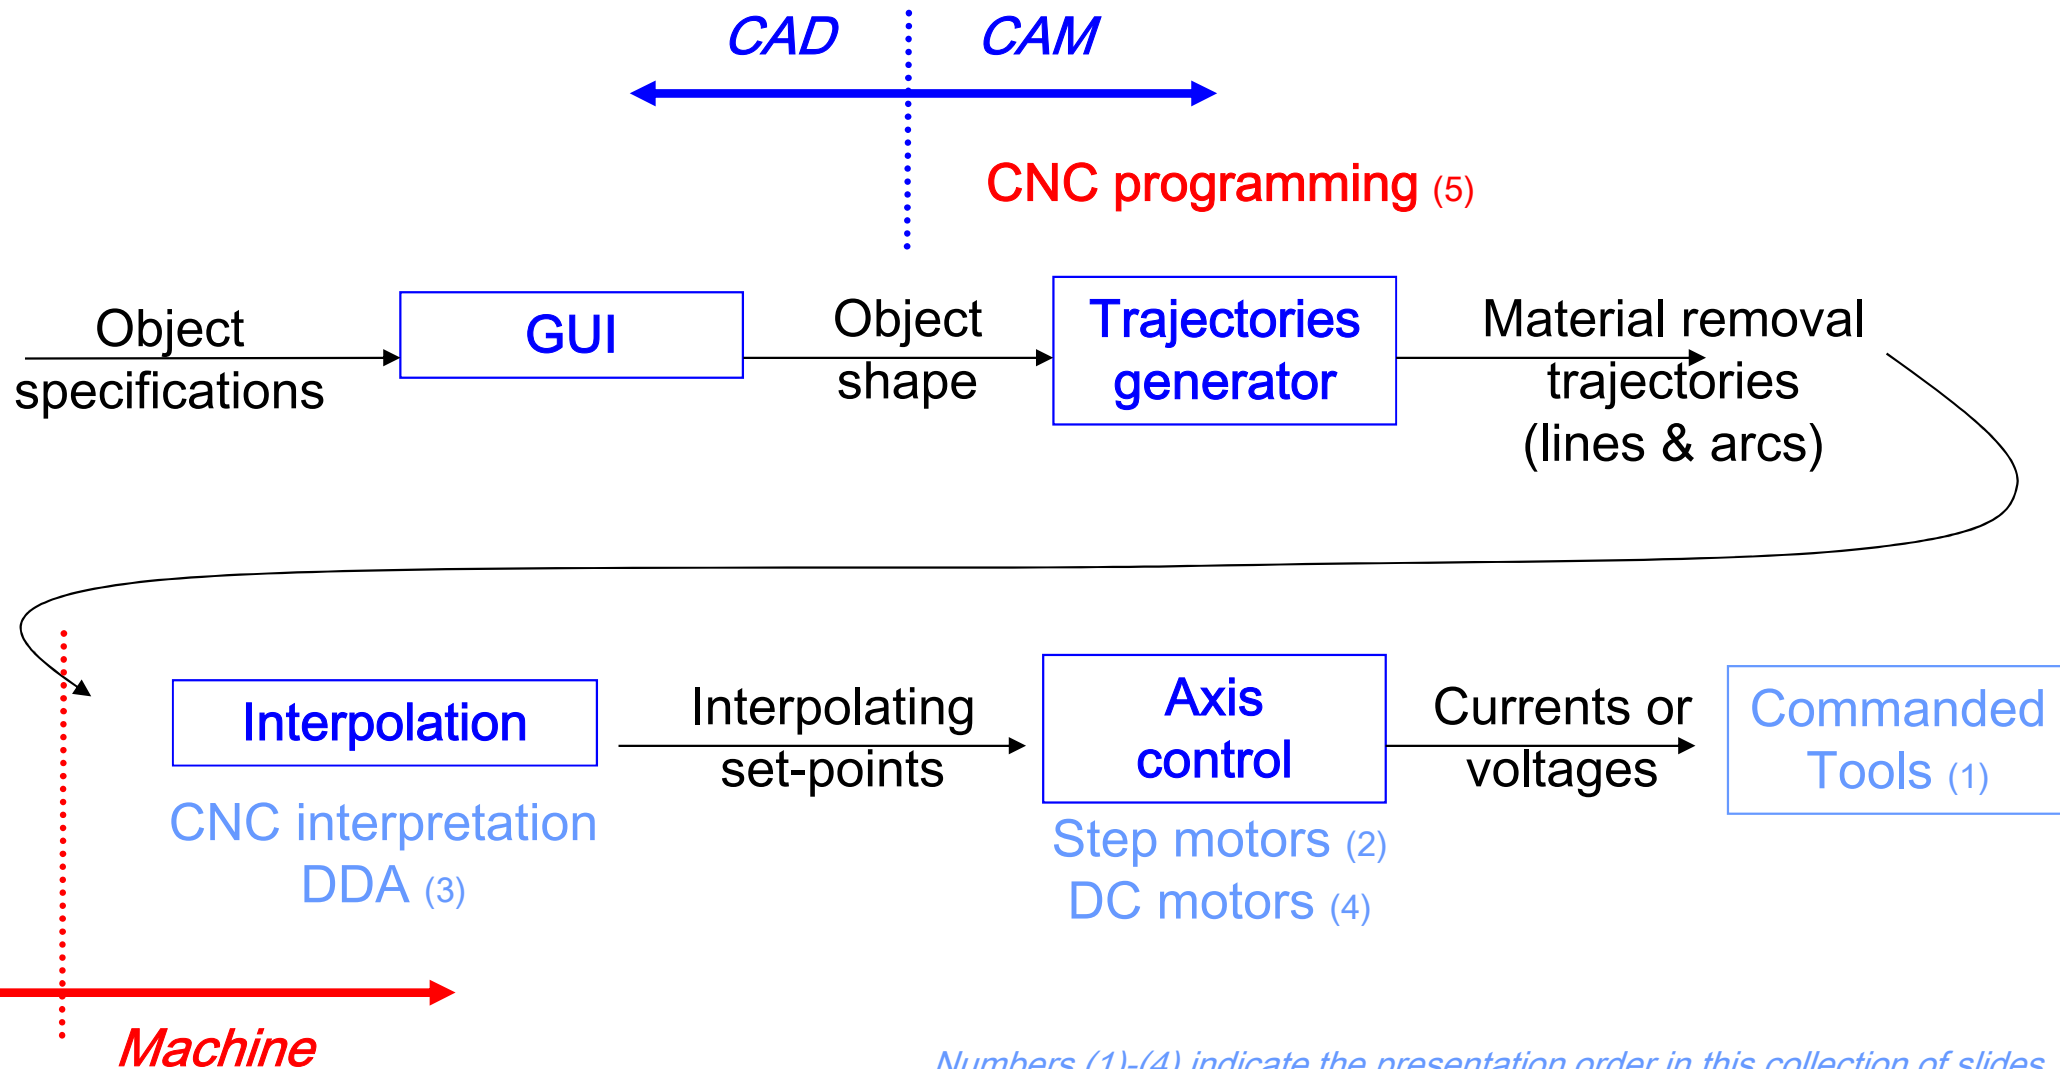 CAD CAM
CNC programming (5)
Object
specifications
GUI
Object
shape
Trajectories
generator
Material removal
trajectories
(lines & arcs)
Interpolation
CNC interpretation
DDA (3)
Interpolating
set-points
Axis
control
Step motors (2)
DC motors (4)
Currents or
voltages
Commanded
Tools (1)
Machine
Numbers (1)-(4) indicate the presentation order in this collection of slides